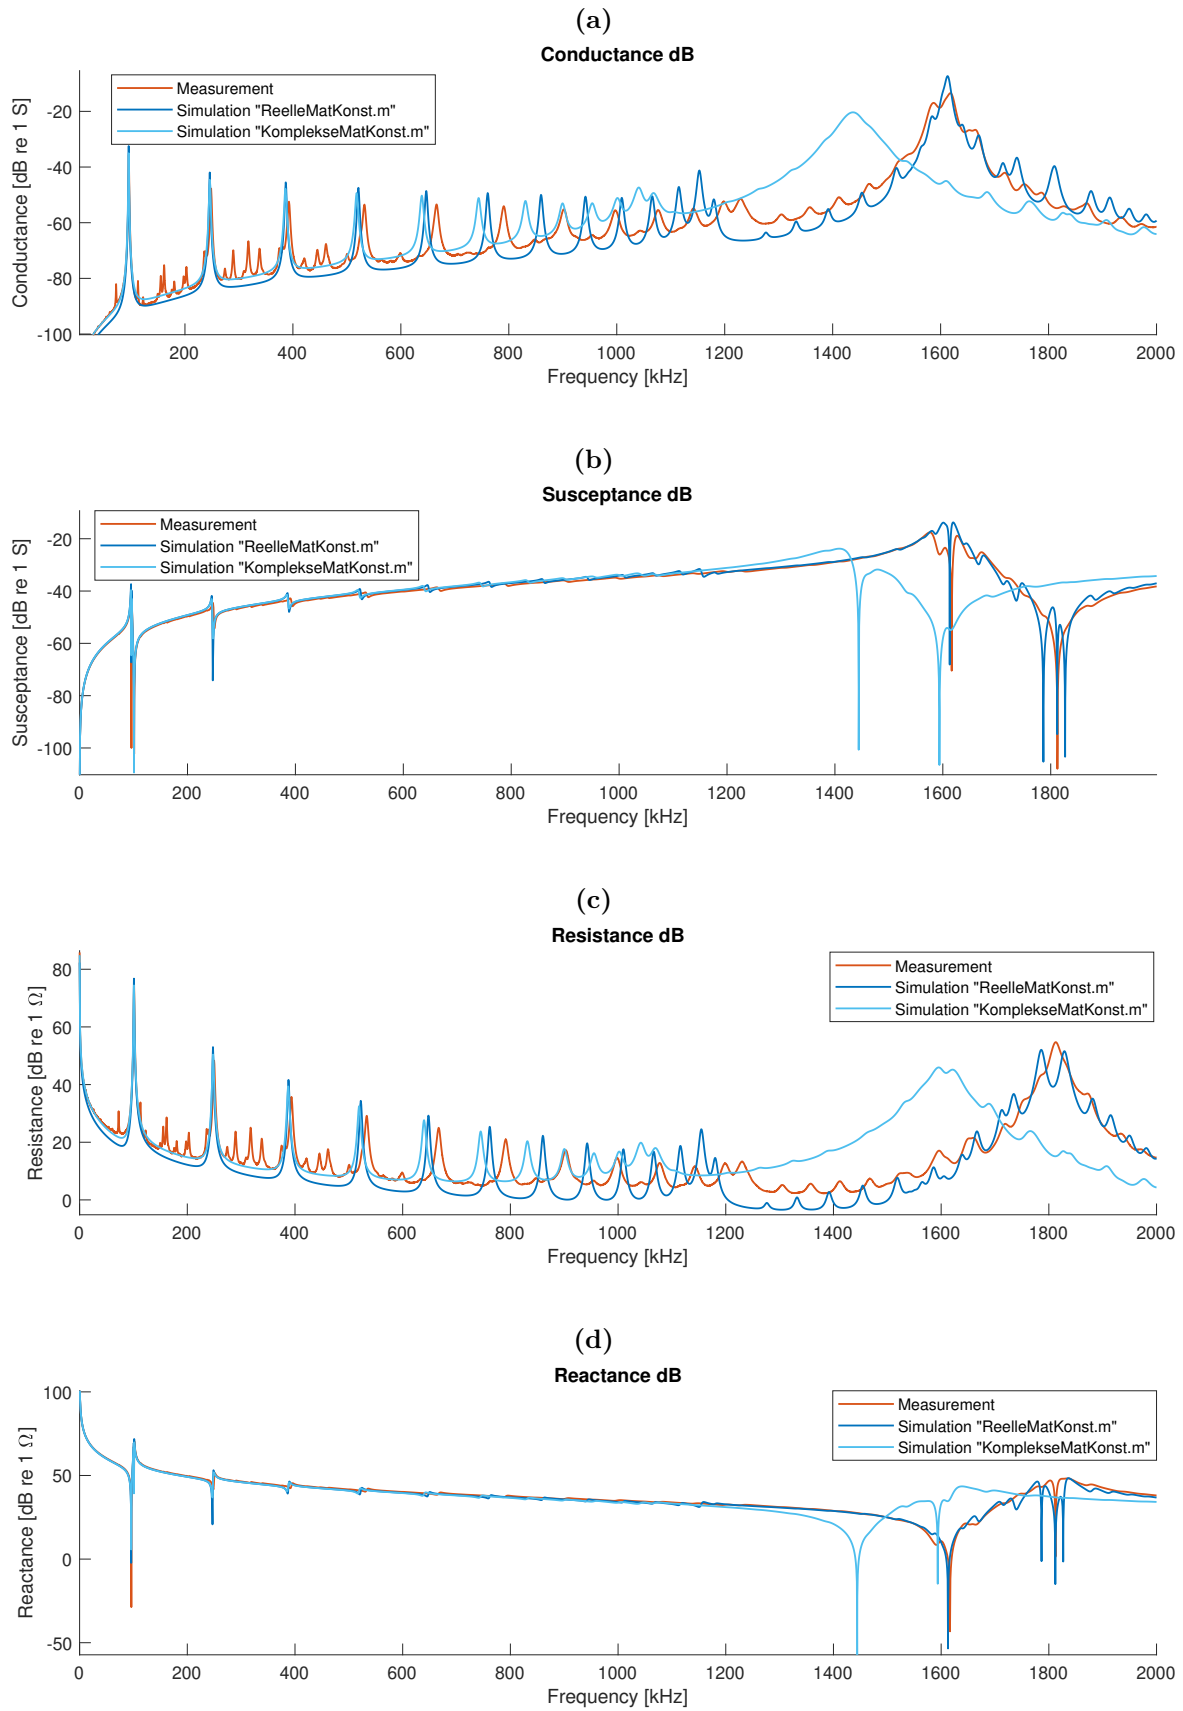 (a)
Conductance dB
Measurement
Simulation "ReelleMatKonst.m"
Simulation "KomplekseMatKonst.m"
Conductance [dB re 1 S]
-20
-40
-60
-80
-100
200 400 600 800 1000 1200 1400 1600 1800 2000
Frequency [kHz]
(b)
Susceptance dB
Measurement
Simulation "ReelleMatKonst.m"
Simulation "KomplekseMatKonst.m"
Susceptance [dB re 1 S]
-20
-40
-60
-80
-100
0 200 400 600 800 1000 1200 1400 1600 1800
Frequency [kHz]
(c)
Resistance dB
Measurement
Simulation "ReelleMatKonst.m"
Simulation "KomplekseMatKonst.m"
Resistance [dB re 1 Ω]
80
60
40
20
0
0 200 400 600 800 1000 1200 1400 1600 1800 2000
Frequency [kHz]
(d)
Reactance dB
Measurement
Simulation "ReelleMatKonst.m"
Simulation "KomplekseMatKonst.m"
Reactance [dB re 1 Ω]
100
50
0
-50
0 200 400 600 800 1000 1200 1400 1600 1800 2000
Frequency [kHz]